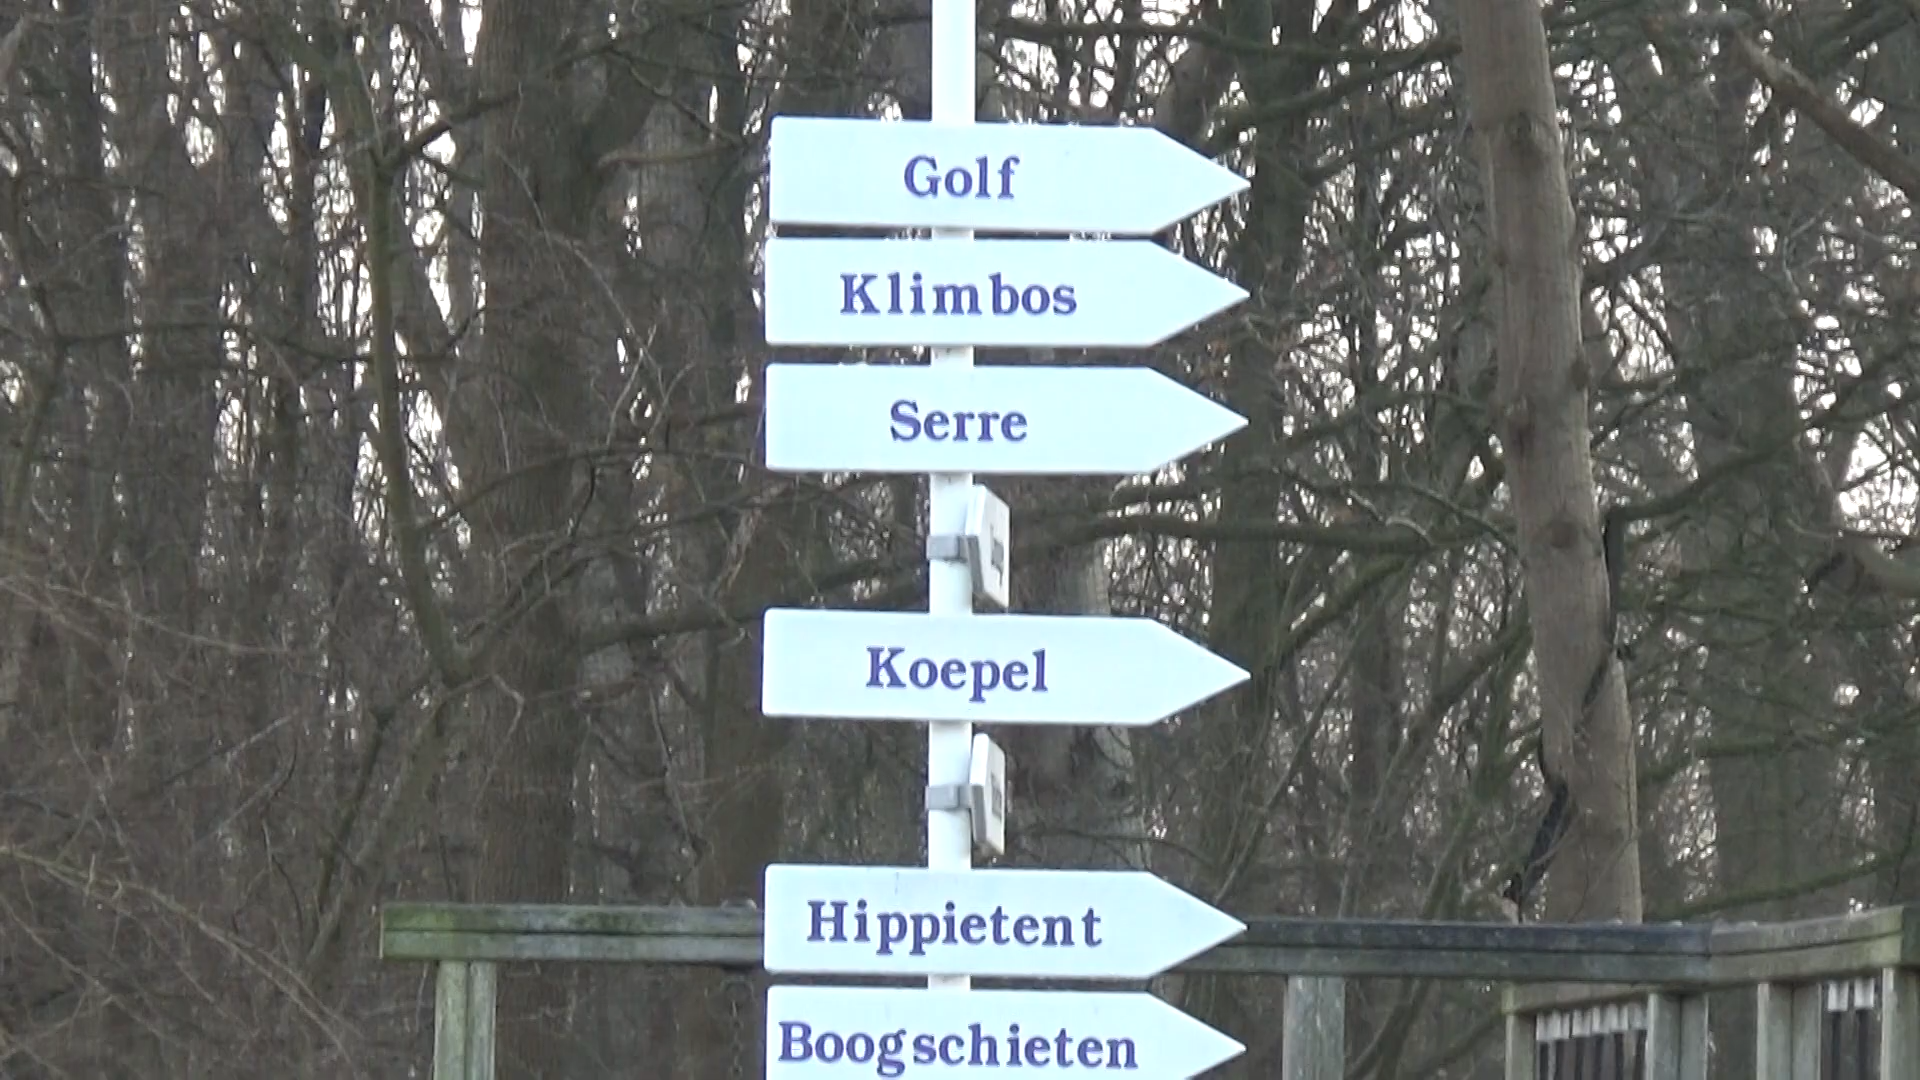 Golf
Klimbos
Serre
Koepel
Hippietent
Boogschieten